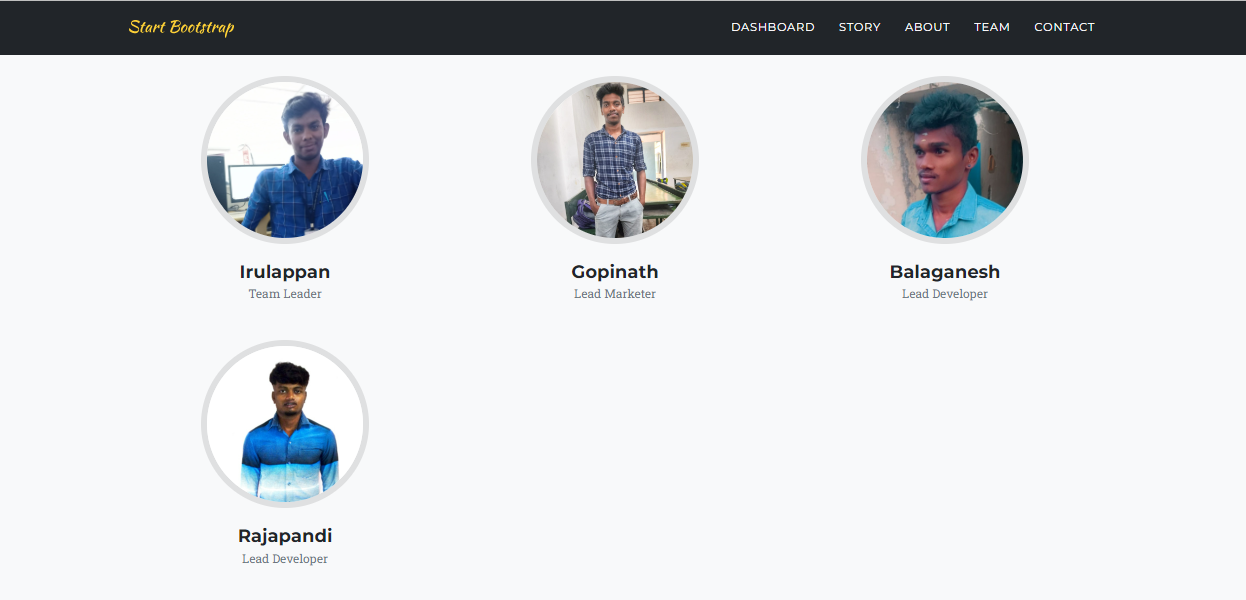 Start Bootstrap
DASHBOARD STORY ABOUT TEAM CONTACT
Irulappan
Team Leader
Gopinath
Lead Marketer
Balaganesh
Lead Developer
Rajapandi
Lead Developer